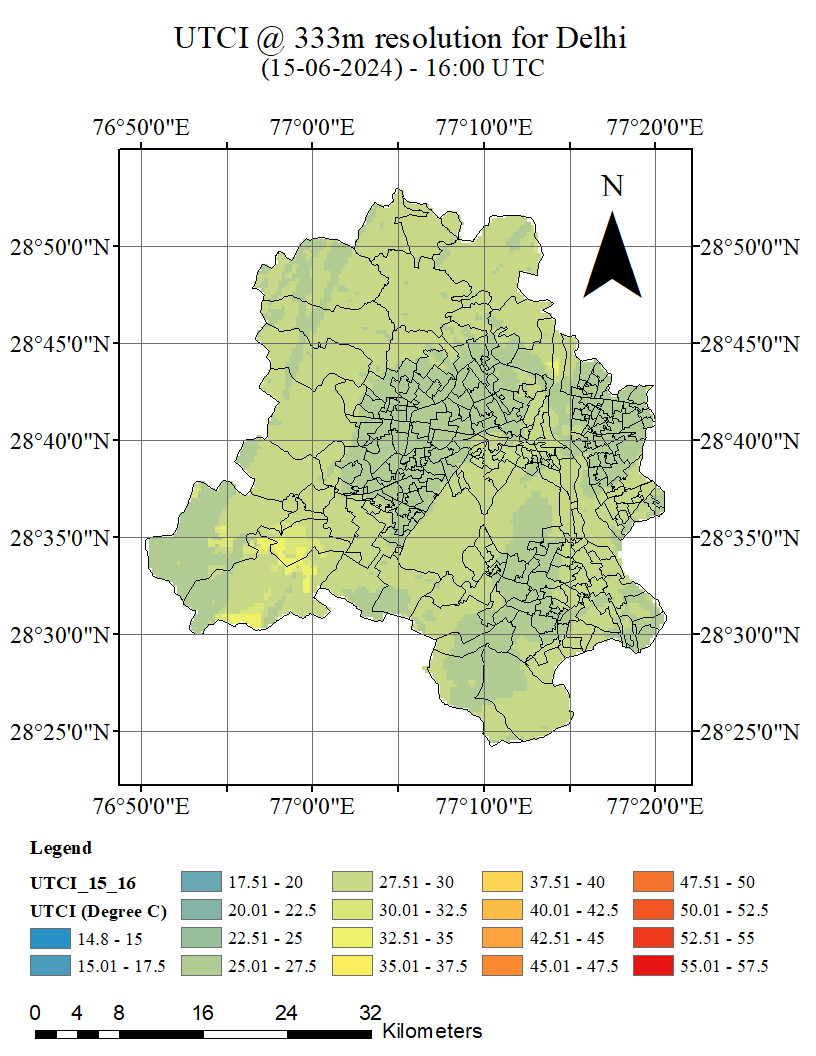 UTCI @ 333m resolution for Delhi
(15-06-2024) - 16:00 UTC
76°50'0"E 77°0'0"E 77°10'0"E 77°20'0"E
N
28°50'0"N 28°50'0"N
28°45'0"N 28°45'0"N
28°40'0"N 28°40'0"N
28°35'0"N 28°35'0"N
28°30'0"N 28°30'0"N
28°25'0"N 28°25'0"N
76°50'0"E 77°0'0"E 77°10'0"E 77°20'0"E
Legend
UTCI_15_16 17.51 - 20 27.51 - 30 37.51 - 40 47.51 - 50
UTCI (Degree C) 20.01 - 22.5 30.01 - 32.5 40.01 - 42.5 50.01 - 52.5
14.8 - 15 22.51 - 25 32.51 - 35 42.51 - 45 52.51 - 55
15.01 - 17.5 25.01 - 27.5 35.01 - 37.5 45.01 - 47.5 55.01 - 57.5
0 4 8 16 24 32
Kilometers